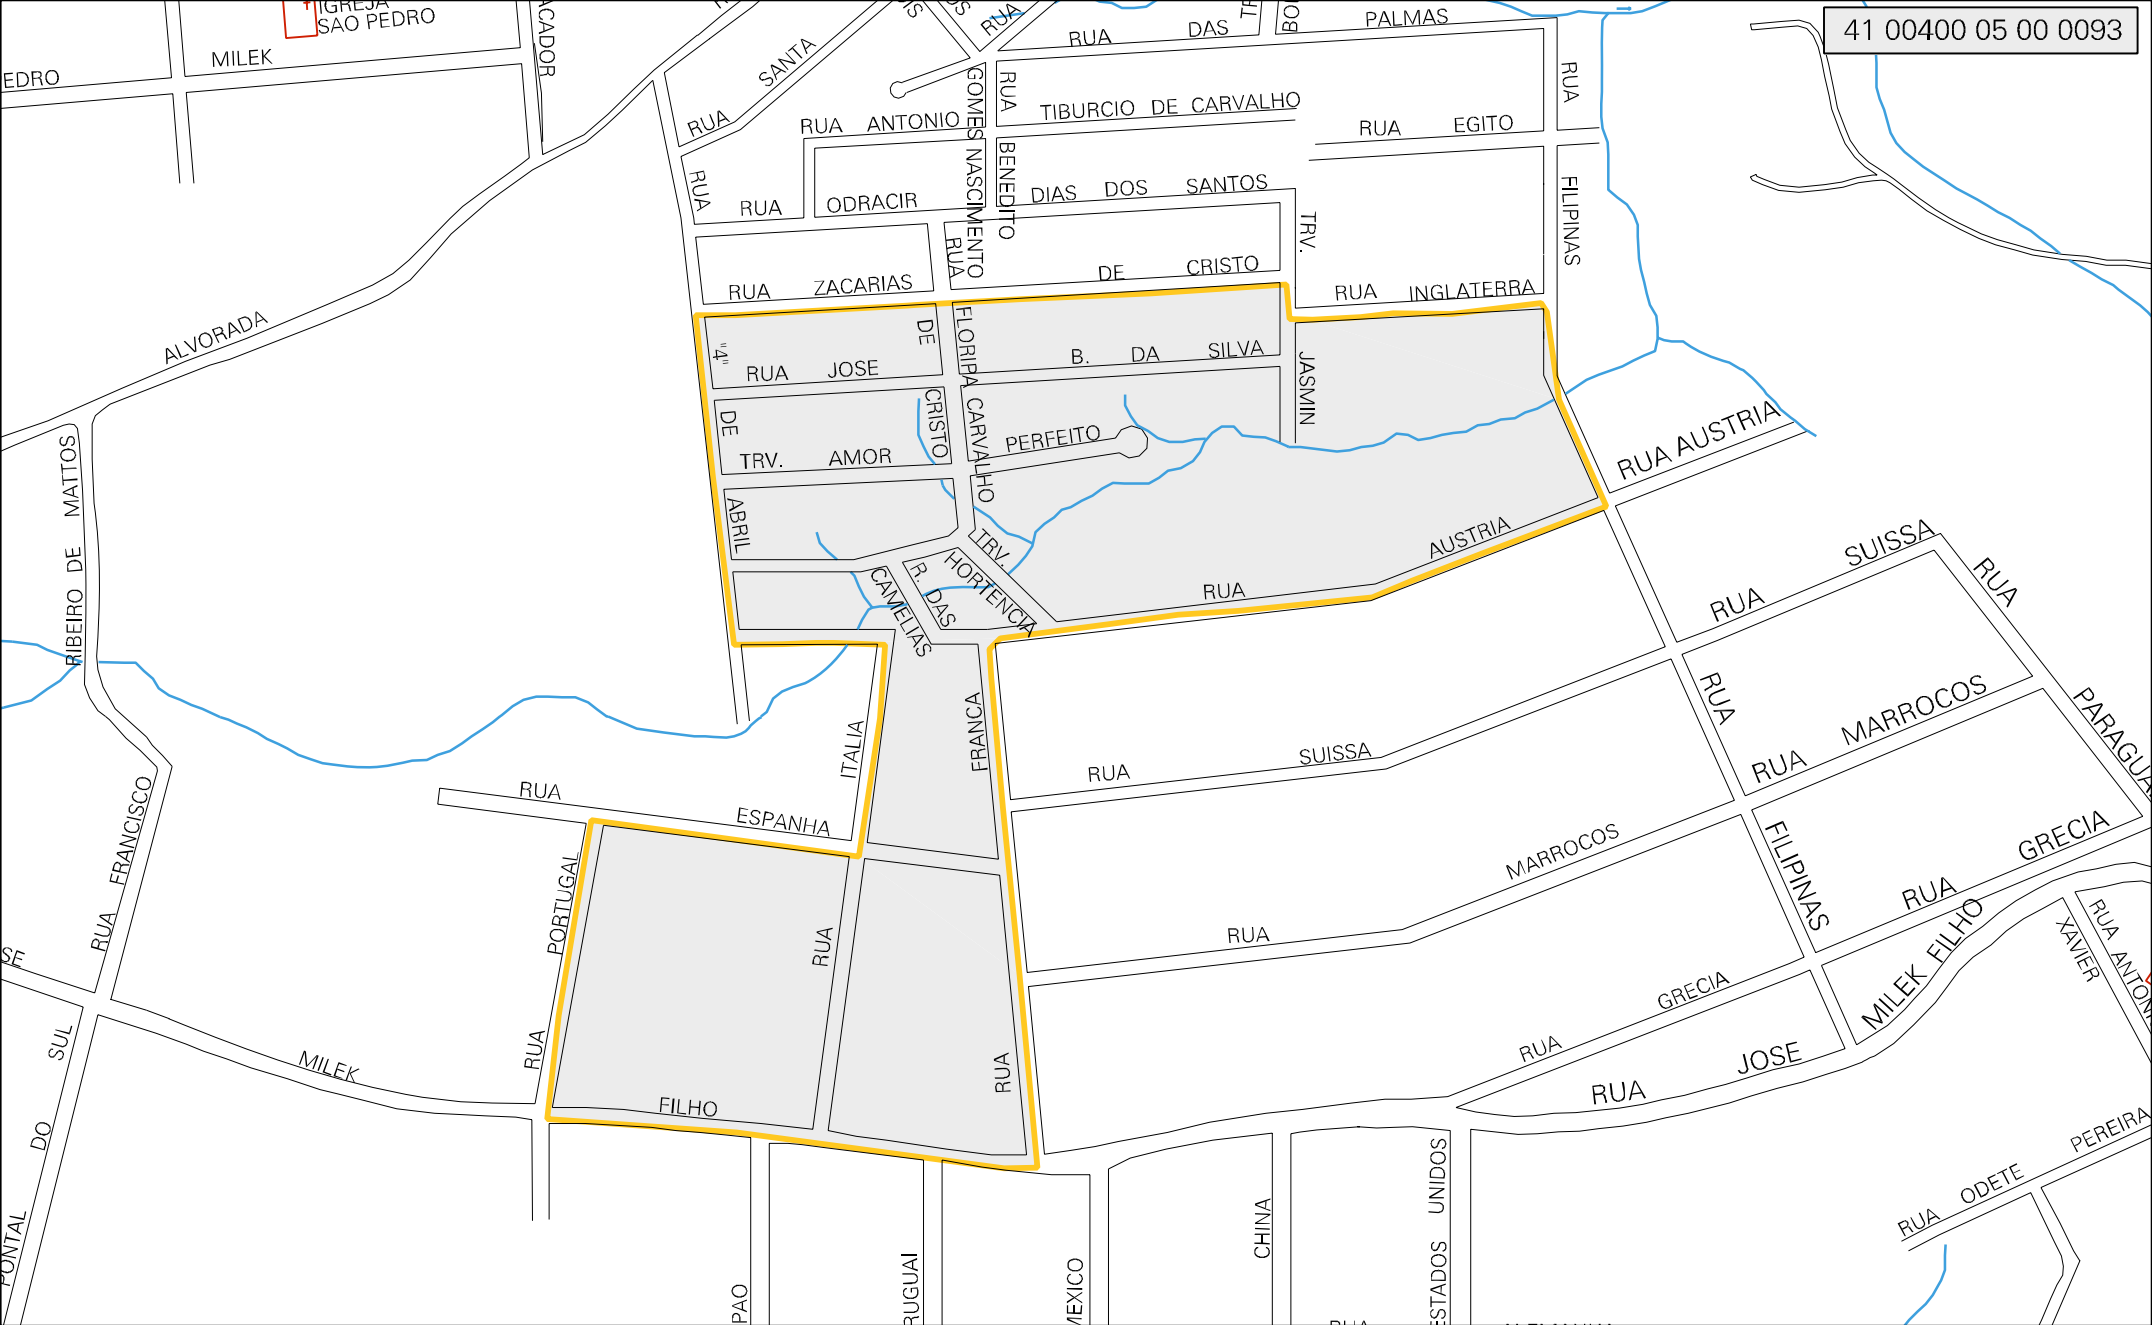 41 00400 05 00 0093
IGREJA
SAO PEDRO
MILEK
EDRO
ACADOR
RUA SANTA
RUA
RUA DAS
PALMAS
RUA ANTONIO
TIBURCIO DE CARVALHO
RUA EGITO
RUA ODRACIR
DIAS DOS SANTOS
RUA BENEDITO
GOMES NASCIMENTO
RUA ZACARIAS
DE CRISTO
RUA INGLATERRA
TRV.
JASMIN
RUA
FILIPINAS
ALVORADA
RUA
"4"
DE
ABRIL
RUA JOSE
B. DA SILVA
RUA
FLORIPA CARVALHO
DE
CRISTO
TRV. AMOR
PERFEITO
RUA AUSTRIA
RUA AUSTRIA
TRV.
HORTENCIA
R. DAS
CAMELIAS
RIBEIRO DE MATTOS
RUA FRANCISCO
RUA SUISSA
RUA SUISSA
RUA
PARAGUA
RUA MARROCOS
RUA MARROCOS
RUA
FILIPINAS
RUA GRECIA
RUA GRECIA
ITALIA
RUA
FRANCA
RUA
RUA ESPANHA
PORTUGAL
RUA
SE
MILEK
FILHO
RUA JOSE
MILEK FILHO
RUA ANTONI
XAVIER
PONTAL DO SUL
PAO
RUGUAI
MEXICO
CHINA
ESTADOS UNIDOS
RUA ODETE PEREIRA